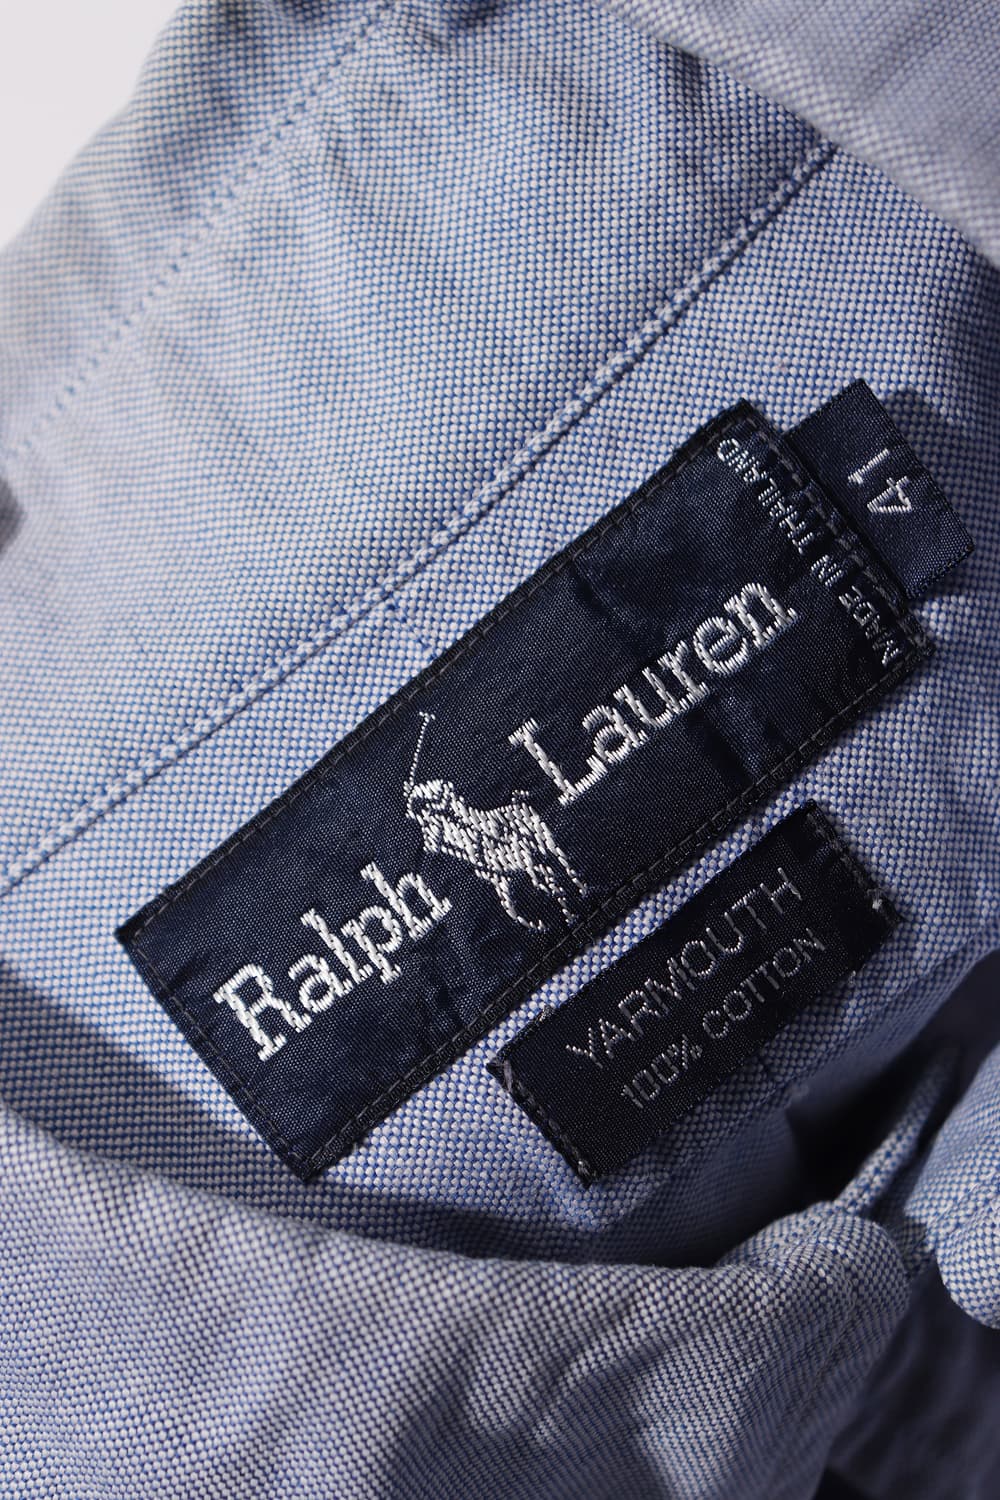 Ralph Lauren
MADE IN THAILAND
41
YARMOUTH
100% COTTON